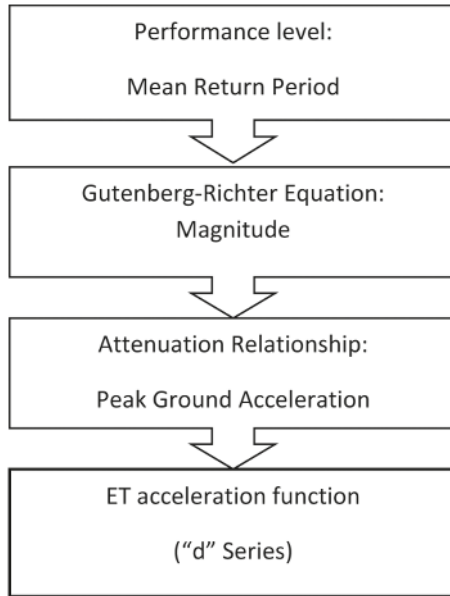 Performance level:
Mean Return Period
Gutenberg-Richter Equation:
Magnitude
Attenuation Relationship:
Peak Ground Acceleration
ET acceleration function
(“d” Series)